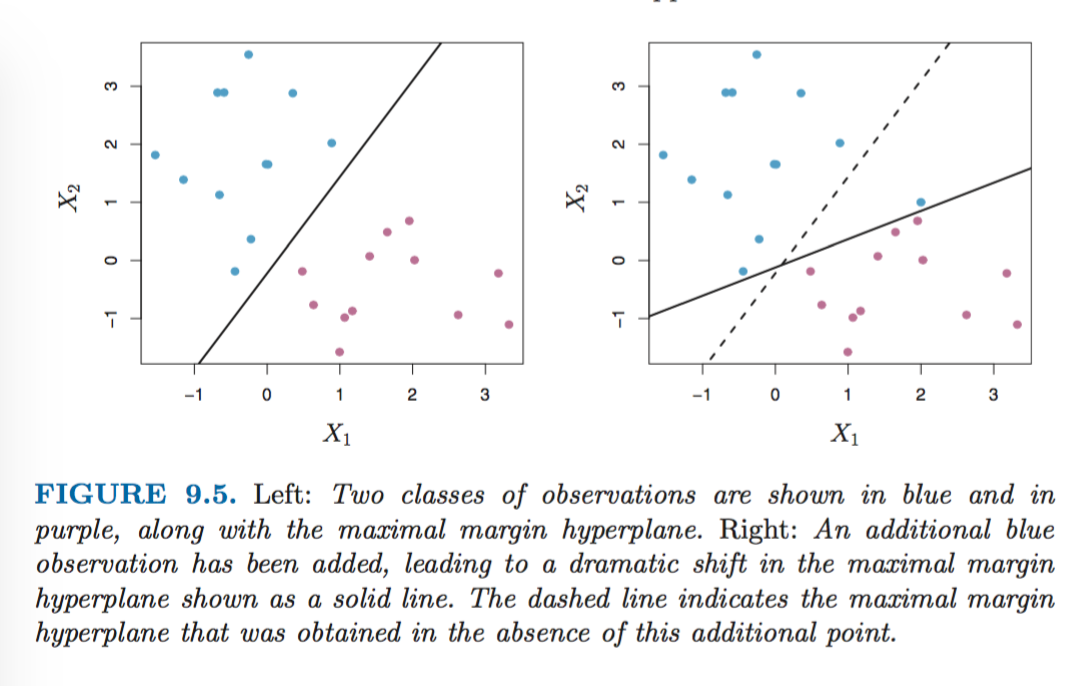 3
2
1
0
−1
X2
−1 0 1 2 3
X1
3
2
1
0
−1
X2
−1 0 1 2 3
X1
FIGURE 9.5. Left: Two classes of observations are shown in blue and in
purple, along with the maximal margin hyperplane. Right: An additional blue
observation has been added, leading to a dramatic shift in the maximal margin
hyperplane shown as a solid line. The dashed line indicates the maximal margin
hyperplane that was obtained in the absence of this additional point.